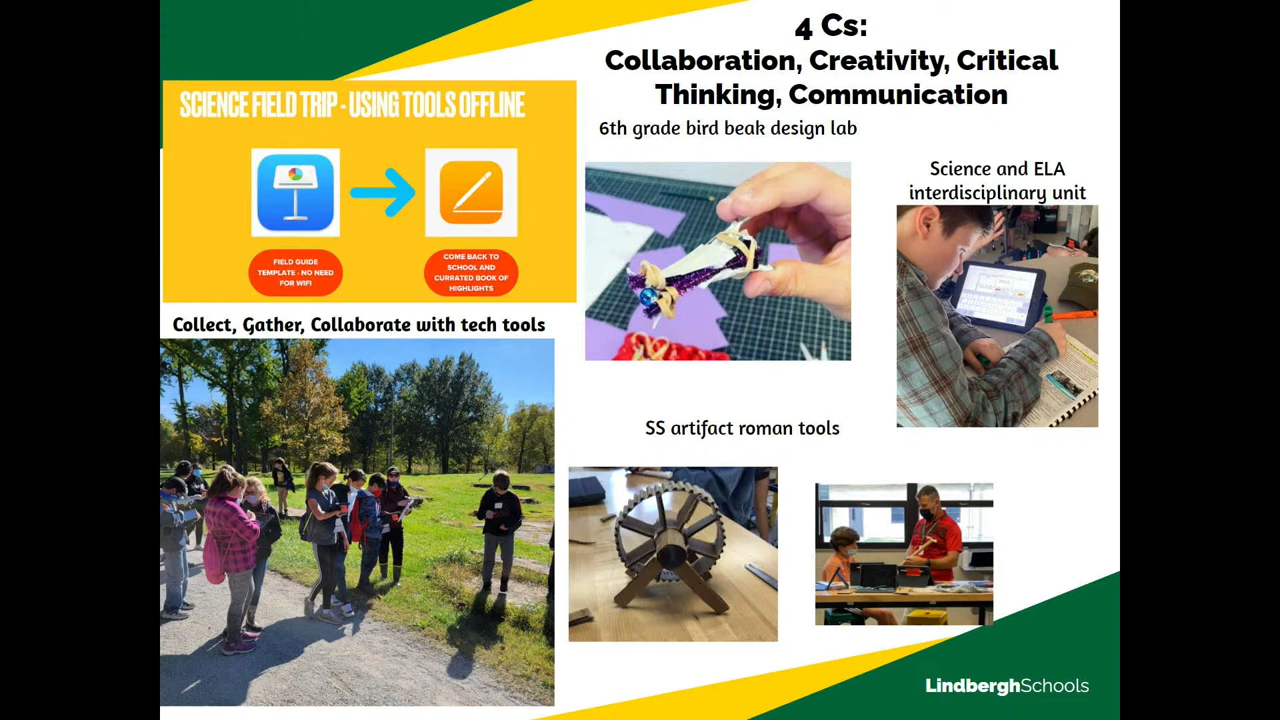 4 Cs:
Collaboration, Creativity, Critical
Thinking, Communication
SCIENCE FIELD TRIP - USING TOOLS OFFLINE
FIELD GUIDE
TEMPLATE - NO NEED
FOR WIFI
COME BACK TO
SCHOOL AND
CURRATED BOOK OF
HIGHLIGHTS
Collect, Gather, Collaborate with tech tools
6th grade bird beak design lab
Science and ELA
interdisciplinary unit
SS artifact roman tools
LindberghSchools